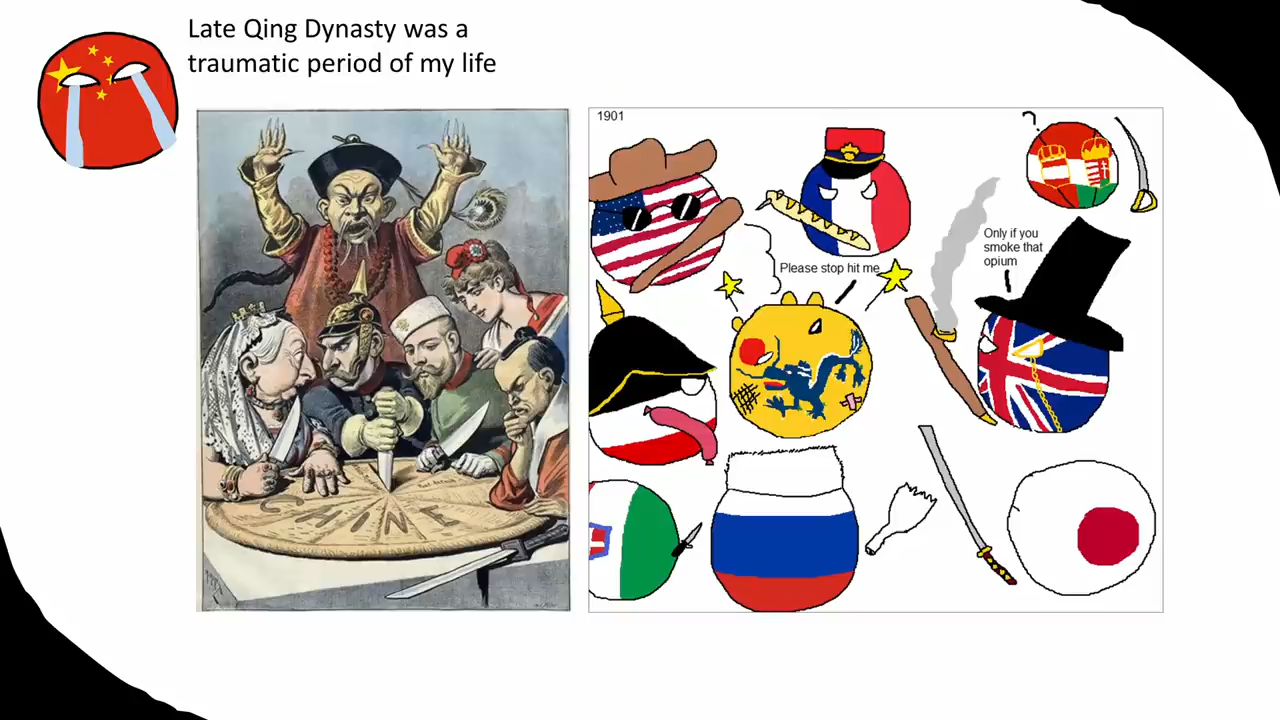 Late Qing Dynasty was a
traumatic period of my life
1901
?
Only if you
smoke that
opium
Please stop hit me
CHINE